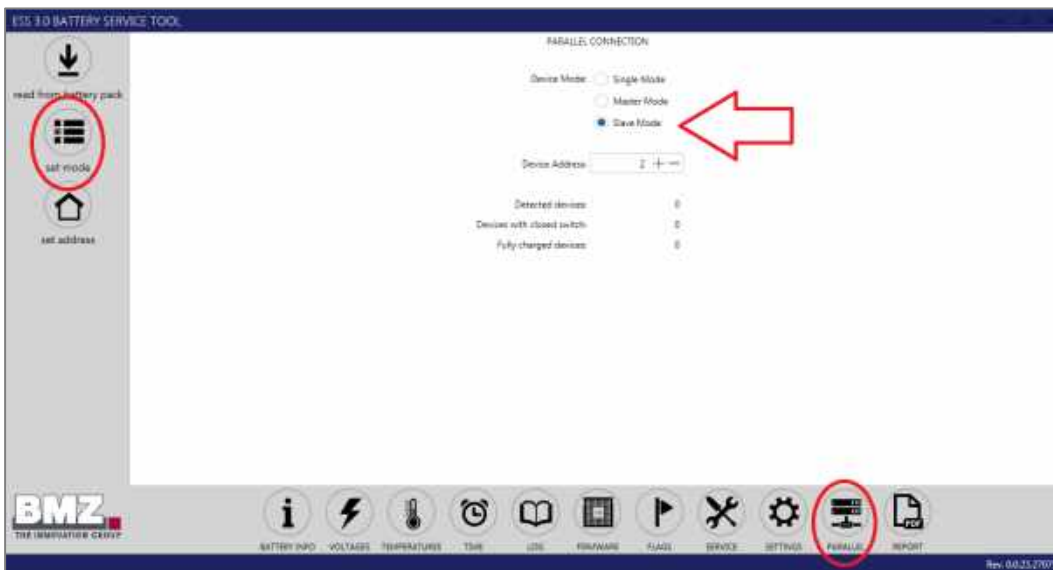 ESS 3.0 BATTERY SERVICE TOOL
PARALLEL CONNECTION
read from battery pack
set mode
set address
Device Mode: Single Mode
Master Mode
Slave Mode
Device Address 2
Detected devices 0
Devices with closed switch 0
Fully charged devices 0
BMZ
THE INNOVATION GROUP
BATTERY INFO VOLTAGES TEMPERATURES TIME LOG FIRMWARE FLAGS SERVICE SETTINGS PARALLEL REPORT
PDF
Rev.